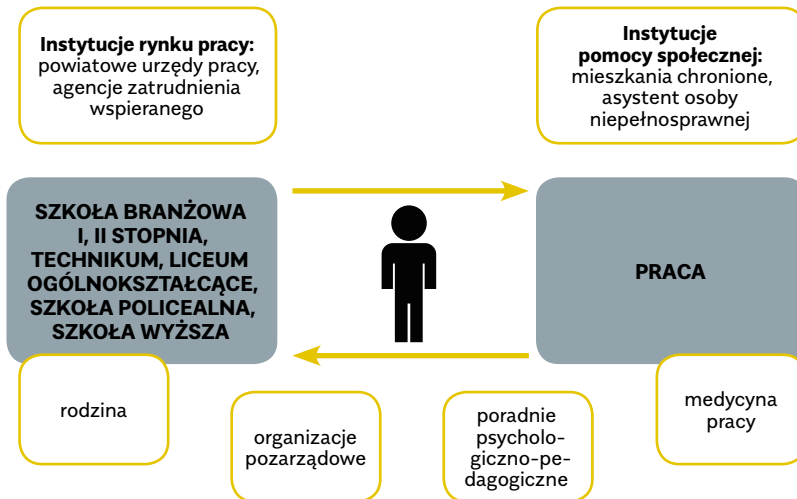 Instytucje rynku pracy:
powiatowe urzędy pracy,
agencje zatrudnienia
wspieranego
Instytucje
pomocy społecznej:
mieszkania chronione,
asystent osoby
niepełnosprawnej
SZKOŁA BRANŻOWA
I, II STOPNIA,
TECHNIKUM, LICEUM
OGÓLNOKSZTAŁCĄCE,
SZKOŁA POLICEALNA,
SZKOŁA WYŻSZA
PRACA
rodzina
organizacje
pozarządowe
poradnie
psycholo-
giczno-pe-
dagogiczne
medycyna
pracy